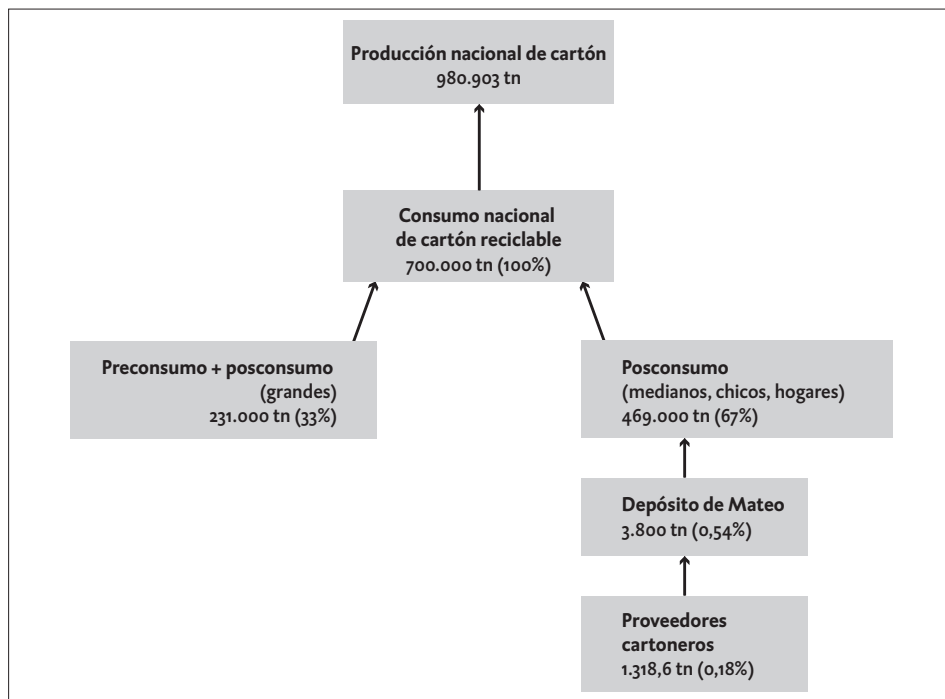 Producción nacional de cartón
980.903 tn
Consumo nacional
de cartón reciclable
700.000 tn (100%)
Preconsumo + posconsumo
(grandes)
231.000 tn (33%)
Posconsumo
(medianos, chicos, hogares)
469.000 tn (67%)
Depósito de Mateo
3.800 tn (0,54%)
Proveedores
cartoneros
1.318,6 tn (0,18%)